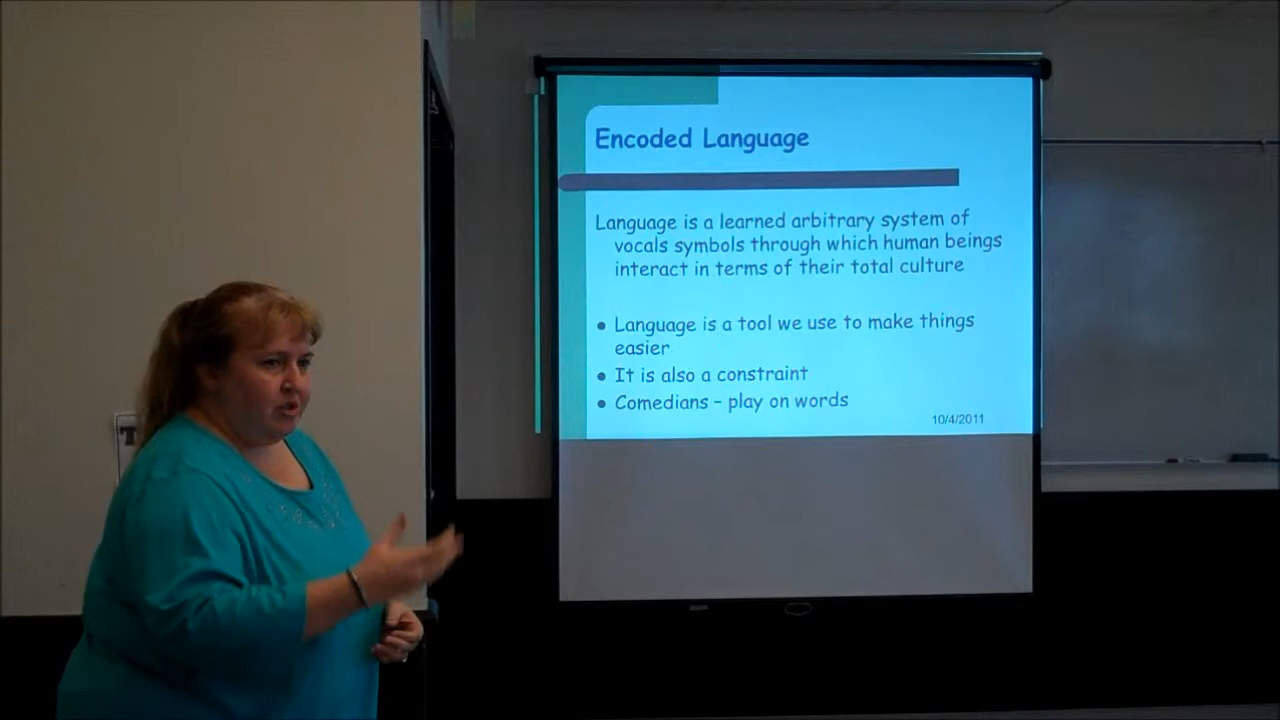 Encoded Language
Language is a learned arbitrary system of
vocals symbols through which human beings
interact in terms of their total culture
• Language is a tool we use to make things
easier
• It is also a constraint
• Comedians – play on words
10/4/2011